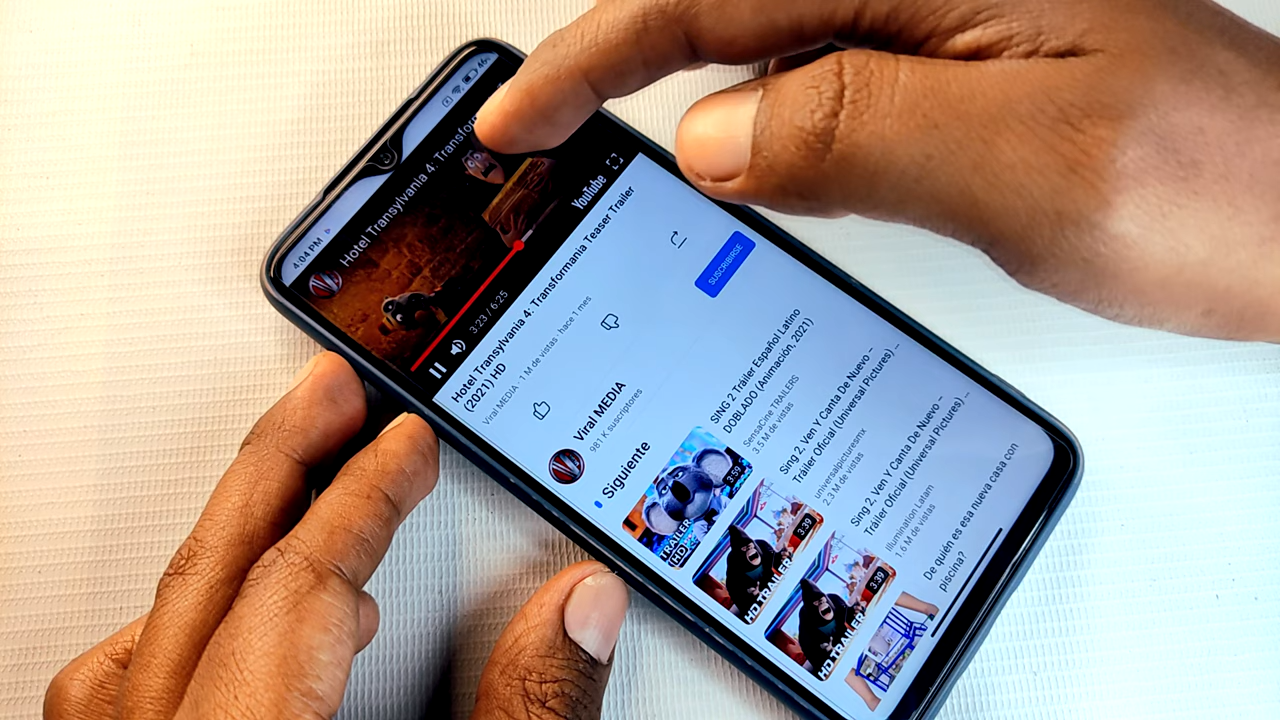 4:04 PM
46%
Hotel Transylvania 4: Transfor
YouTube
3:23 / 6:25
Hotel Transylvania 4: Transformania Teaser Trailer
(2021) HD
Viral MEDIA · 1 M de vistas · hace 1 mes
Viral MEDIA
981 K suscriptores
SUSCRIBIRSE
Siguiente
SING 2 Tráiler Español Latino
DOBLADO (Animación, 2021)
SensaCine TRAILERS
3.5 M de vistas
TRAILER
(HD)
3:59
Sing 2, Ven Y Canta De Nuevo –
Tráiler Oficial (Universal Pictures) ...
universalpicturesmx
2.3 M de vistas
HD TRAILER
3:39
Sing 2, Ven Y Canta De Nuevo –
Tráiler Oficial (Universal Pictures) ...
Illumination Latam
1.6 M de vistas
HD TRAILER
3:39
De quién es esa nueva casa con
piscina?